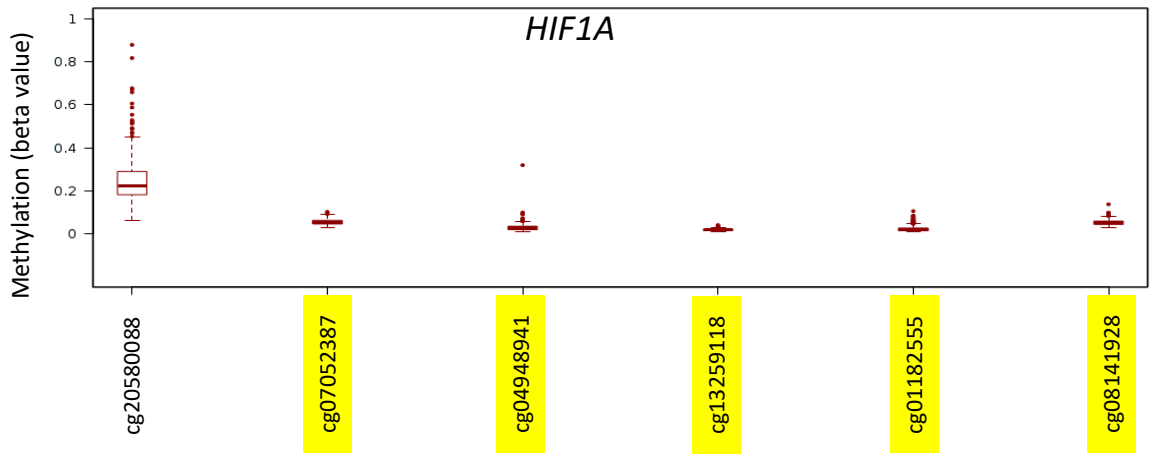 HIF1A
Methylation (beta value)
1
0.8
0.6
0.4
0.2
0
cg20580088
cg07052387
cg04948941
cg13259118
cg01182555
cg08141928